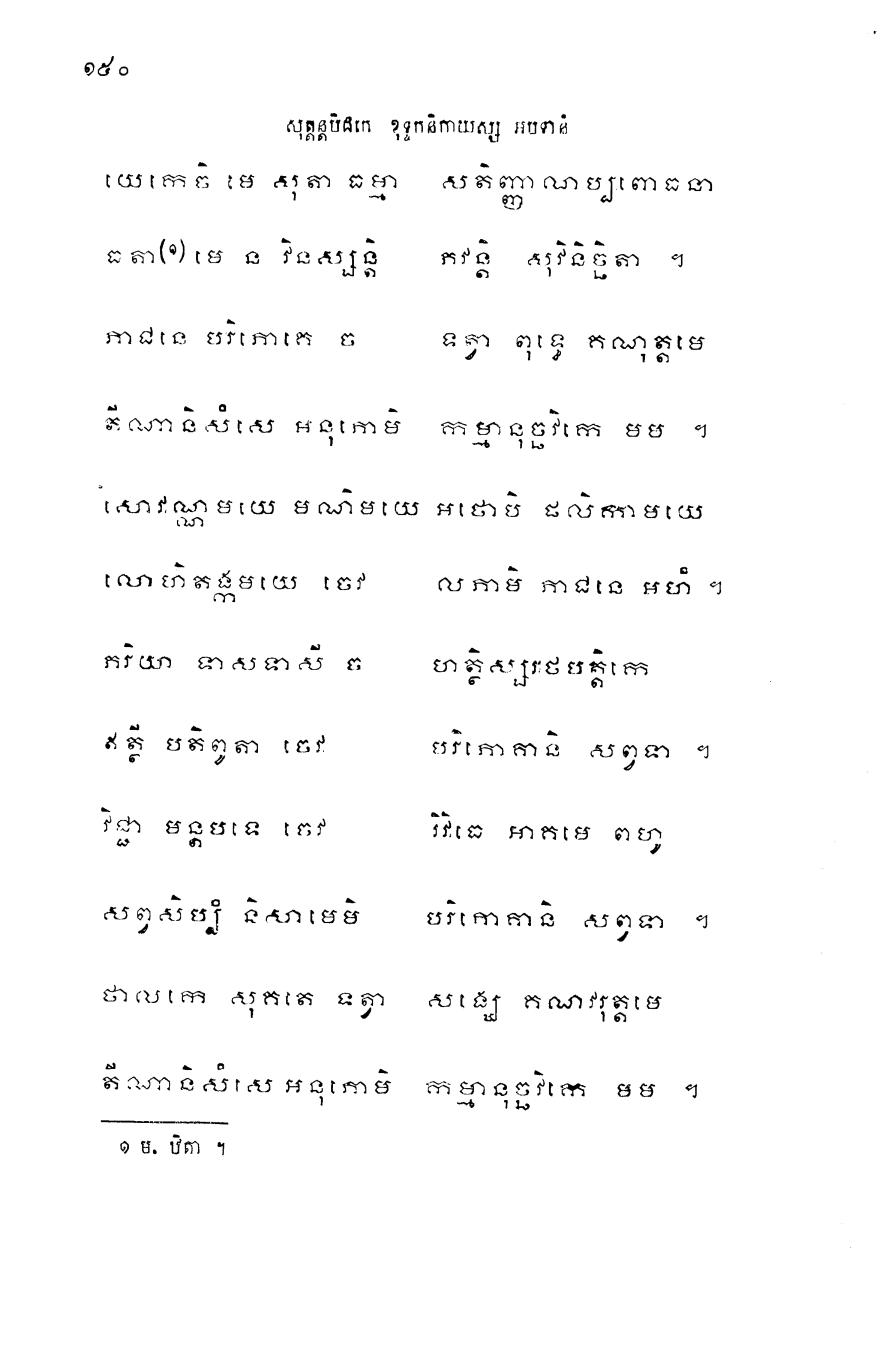 ១៥០
សុត្តន្តបិដកេ ខុទ្ទកនិកាយស្ស អបទានំ
យេកេចិ មេ សុតា ធម្មា សតិញ្ញាណប្បពោធនា
ធតា(១) មេ ន វិនស្សន្តិ ភវន្តិ សុវិនិច្ឆិតា ។
ភាជនេ បរិភោគេ ច ទត្វា ពុទ្ធេ គណុត្តមេ
តីណានិសំសេ អនុភោមិ កម្មានុច្ឆវិកេ មម ។
សោវណ្ណមយេ មណិមយេ អថោបិ ផលិកាមយេ
លោហិតង្កមយេ ចេវ លភាមិ ភាជនេ អហំ ។
ភរិយា ទាសទាសី ច ហត្ថិស្សរថបត្តិកេ
ឥត្ថី បតិព្វតា ចេវ បរិភោគានិ សព្វទា ។
វិជ្ជា មន្តបទេ ចេវ វិវិធេ អាគមេ ពហូ
សព្វសិប្បំ និសាមេមិ បរិភោគានិ សព្វទា ។
ថាលកេ សុគតេ ទត្វា សង្ឃេ គណវរុត្តមេ
តីណានិសំសេ អនុភោមិ កម្មានុច្ឆវិកេ មម ។
១ ម. ឋិតា ។